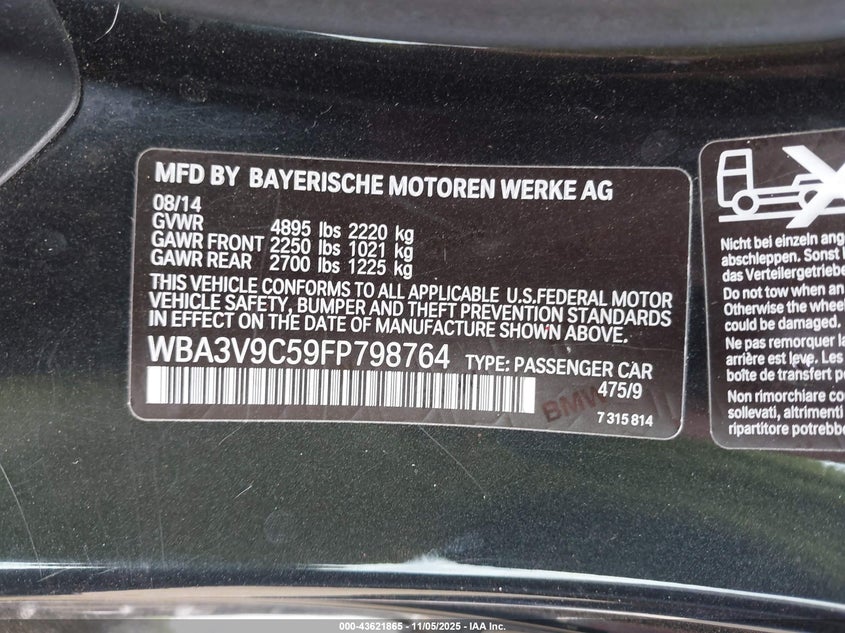 MFD BY BAYERISCHE MOTOREN WERKE AG
08/14
GVWR 4895 lbs 2220 kg
GAWR FRONT 2250 lbs 1021 kg
GAWR REAR 2700 lbs 1225 kg
THIS VEHICLE CONFORMS TO ALL APPLICABLE U.S.FEDERAL MOTOR
VEHICLE SAFETY, BUMPER AND THEFT PREVENTION STANDARDS
IN EFFECT ON THE DATE OF MANUFACTURE SHOWN ABOVE.
WBA3V9C59FP798764 TYPE: PASSENGER CAR
475/9
BMW
7 315 814
Nicht bei einzeln ang
abschleppen. Sonst
das Verteilergetriebe
Do not tow when an
Otherwise the whee
could be damaged.
Ne pas remorquer la
arrière est levé. Les
boîte de transfert p
Non rimorchiare co
sollevati, altrimenti
ripartitore potrebbe
000-43621865 - 11/05/2025 - IAA Inc.